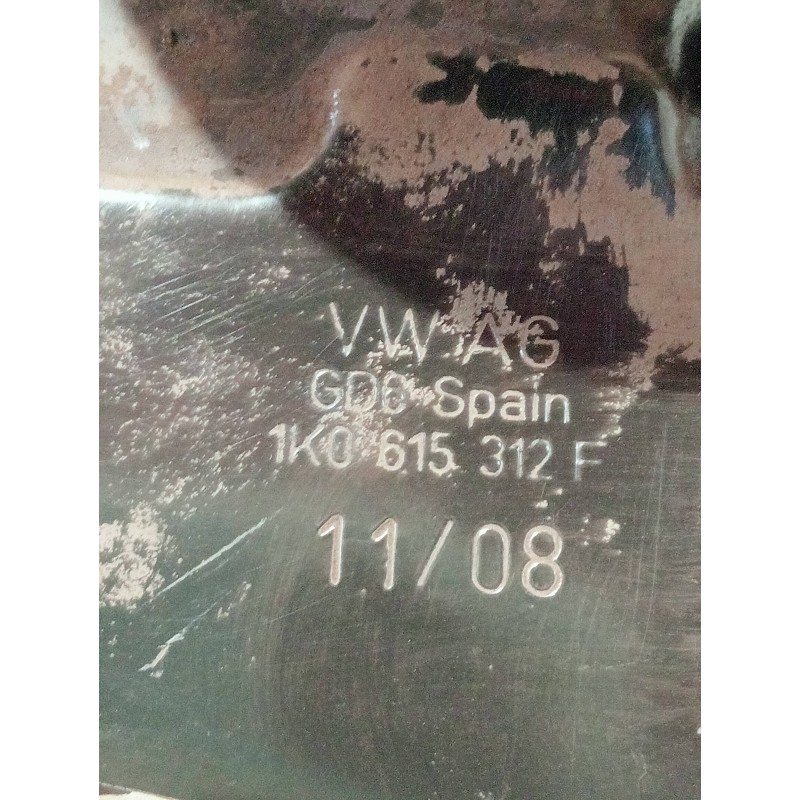 VW AG
GDB Spain
1K0 615 312 F
11/08